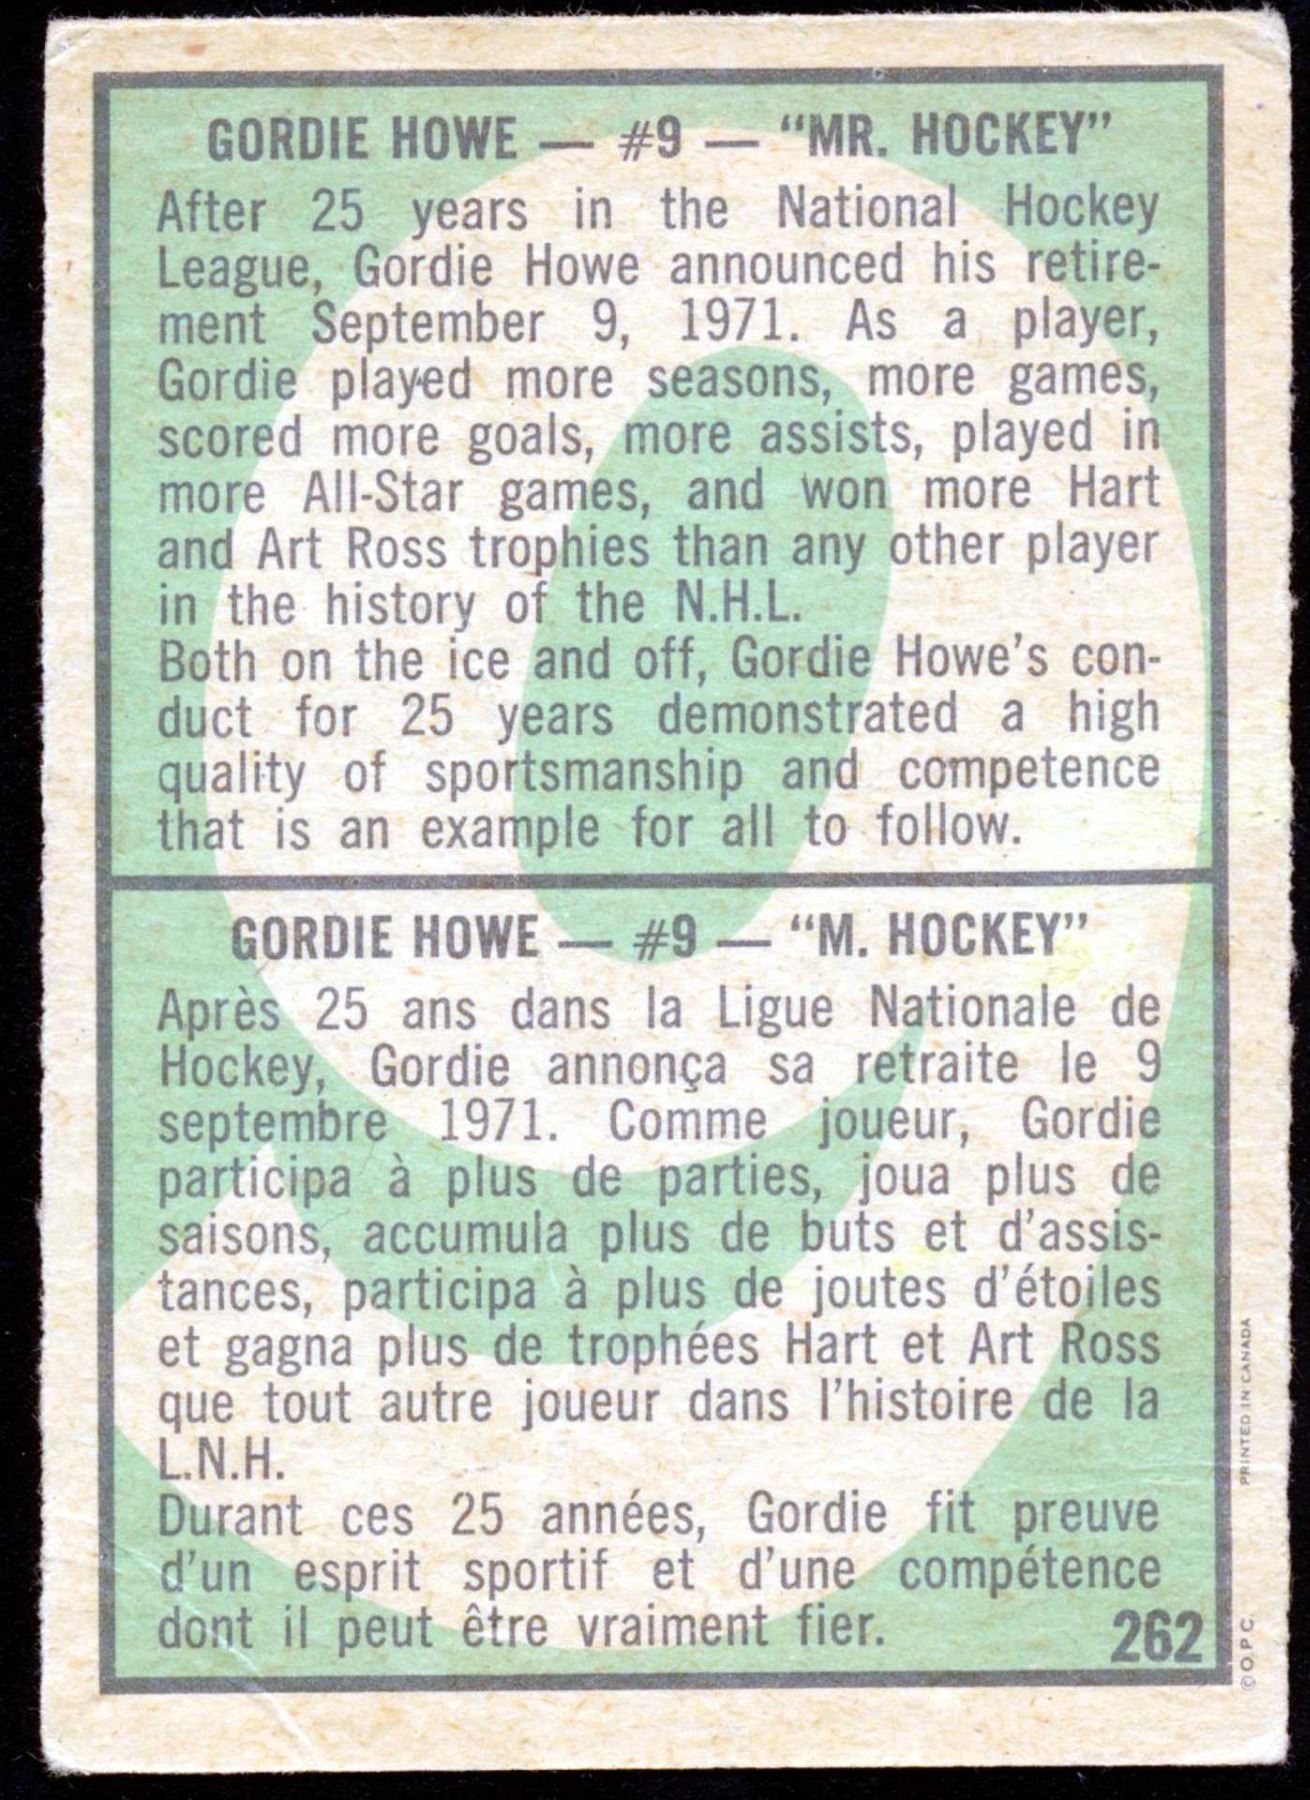 GORDIE HOWE — #9 — “MR. HOCKEY”
After 25 years in the National Hockey
League, Gordie Howe announced his retire-
ment September 9, 1971. As a player,
Gordie played more seasons, more games,
scored more goals, more assists, played in
more All-Star games, and won more Hart
and Art Ross trophies than any other player
in the history of the N.H.L.
Both on the ice and off, Gordie Howe's con-
duct for 25 years demonstrated a high
quality of sportsmanship and competence
that is an example for all to follow.
GORDIE HOWE — #9 — “M. HOCKEY”
Après 25 ans dans la Ligue Nationale de
Hockey, Gordie annonça sa retraite le 9
septembre 1971. Comme joueur, Gordie
participa à plus de parties, joua plus de
saisons, accumula plus de buts et d'assis-
tances, participa à plus de joutes d'étoiles
et gagna plus de trophées Hart et Art Ross
que tout autre joueur dans l'histoire de la
L.N.H.
Durant ces 25 années, Gordie fit preuve
d'un esprit sportif et d'une compétence
dont il peut être vraiment fier.
262
©O.P.C. PRINTED IN CANADA